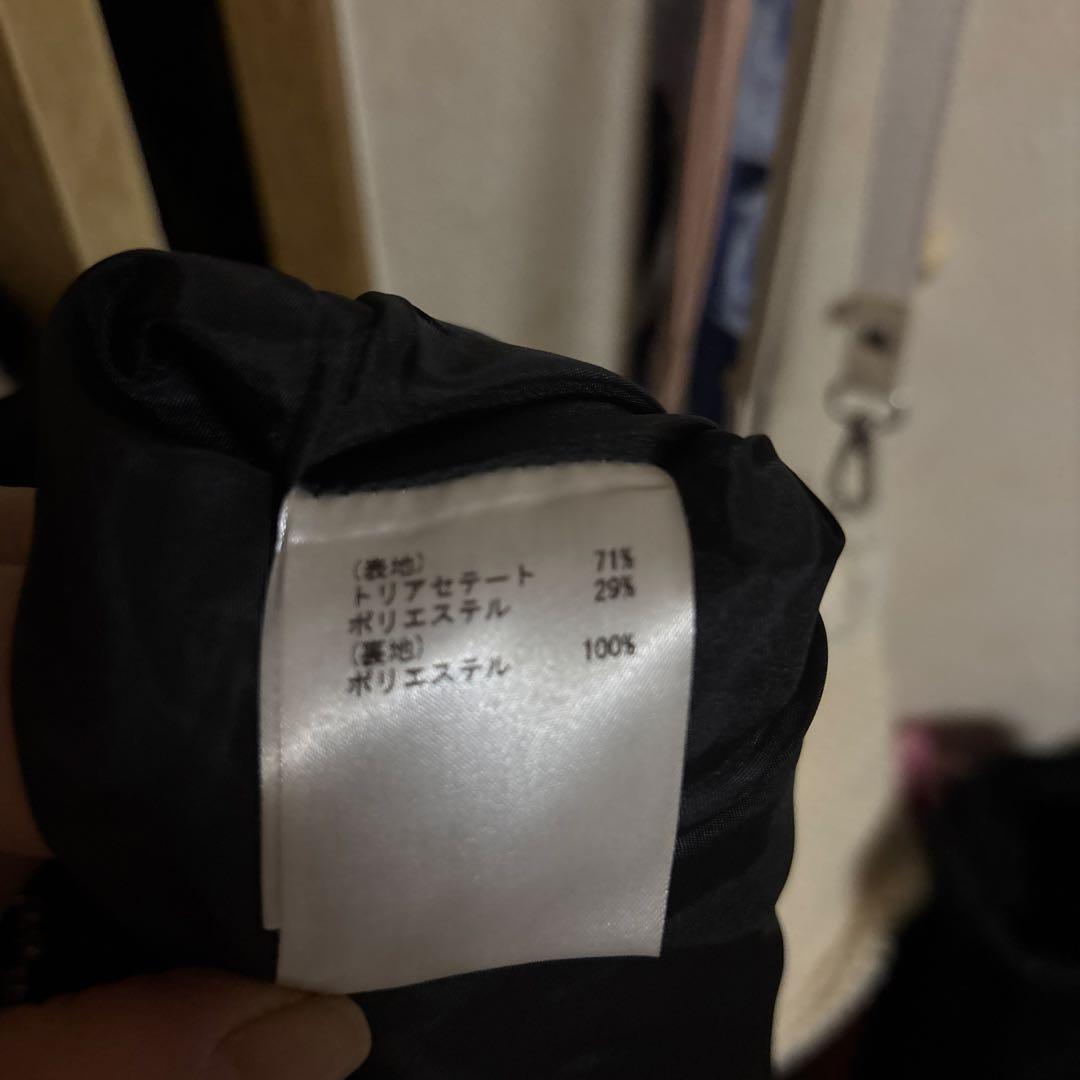 (表地)
トリアセテート 71%
ポリエステル 29%
(裏地)
ポリエステル 100%